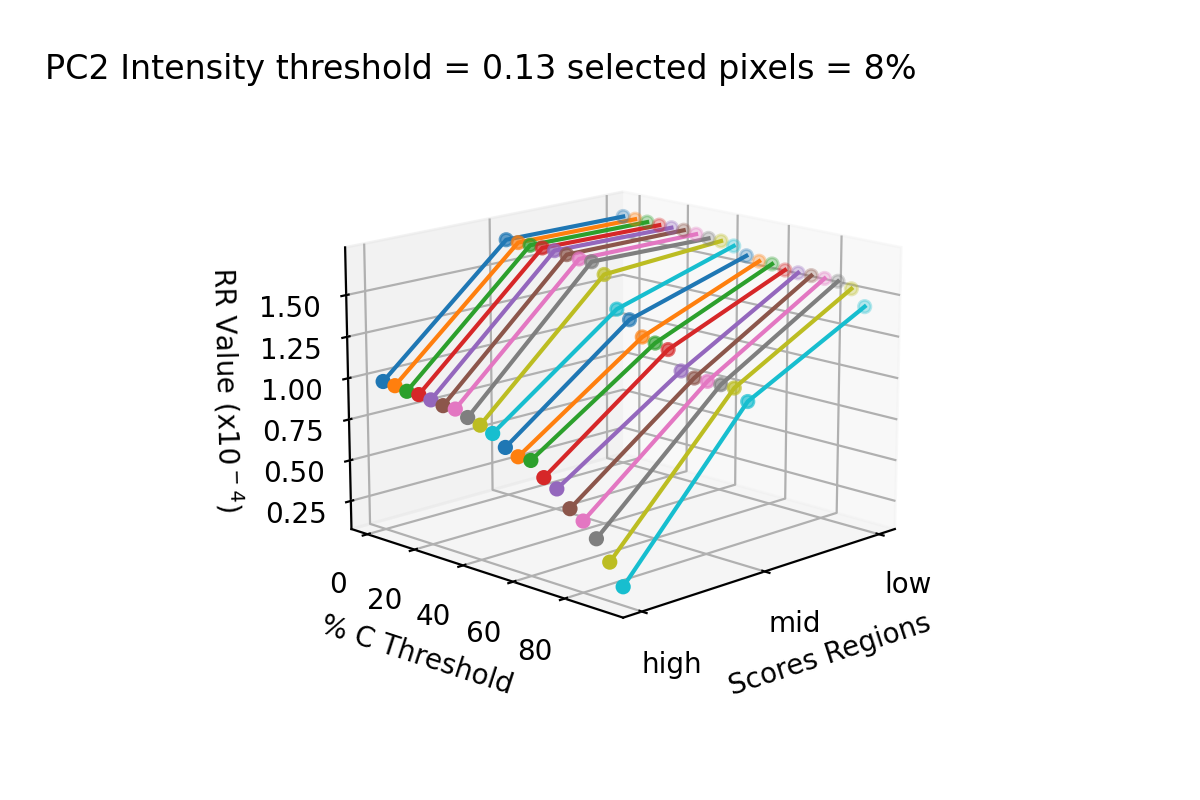 PC2 Intensity threshold = 0.13 selected pixels = 8%
RR Value (x10⁻⁴)
1.50
1.25
1.00
0.75
0.50
0.25
0
20
40
60
80
% C Threshold
high
mid
low
Scores Regions